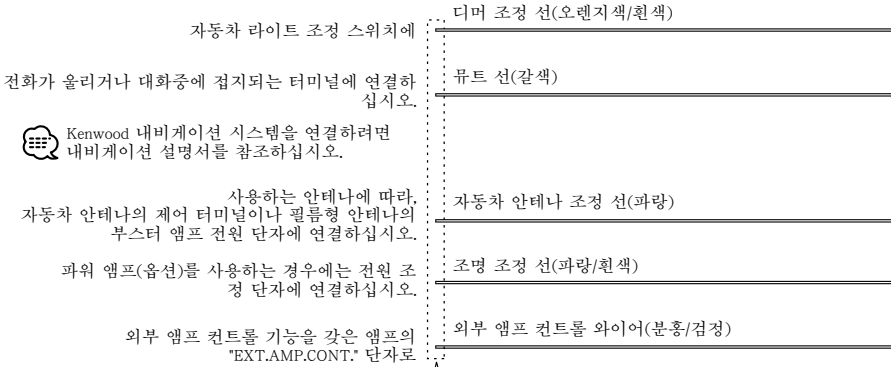 디머 조정 선(오렌지색/흰색)
자동차 라이트 조정 스위치에
뮤트 선(갈색)
전화가 울리거나 대화중에 접지되는 터미널에 연결하
십시오.
Kenwood 내비게이션 시스템을 연결하려면
내비게이션 설명서를 참조하십시오.
사용하는 안테나에 따라,
자동차 안테나의 제어 터미널이나 필름형 안테나의
부스터 앰프 전원 단자에 연결하십시오.
자동차 안테나 조정 선(파랑)
조명 조정 선(파랑/흰색)
파워 앰프(옵션)를 사용하는 경우에는 전원 조
정 단자에 연결하십시오.
외부 앰프 컨트롤 와이어(분홍/검정)
외부 앰프 컨트롤 기능을 갖은 앰프의
"EXT.AMP.CONT." 단자로